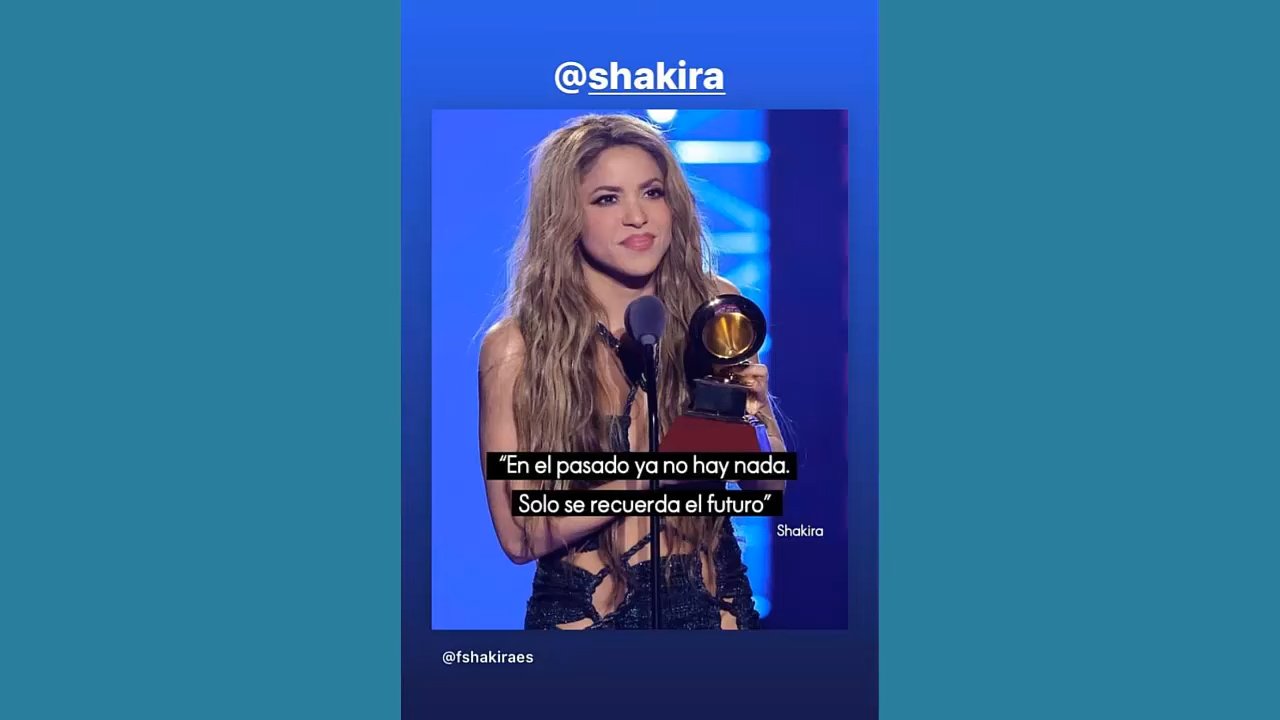 @shakira
“En el pasado ya no hay nada.
Solo se recuerda el futuro”
Shakira
@fshakiraes